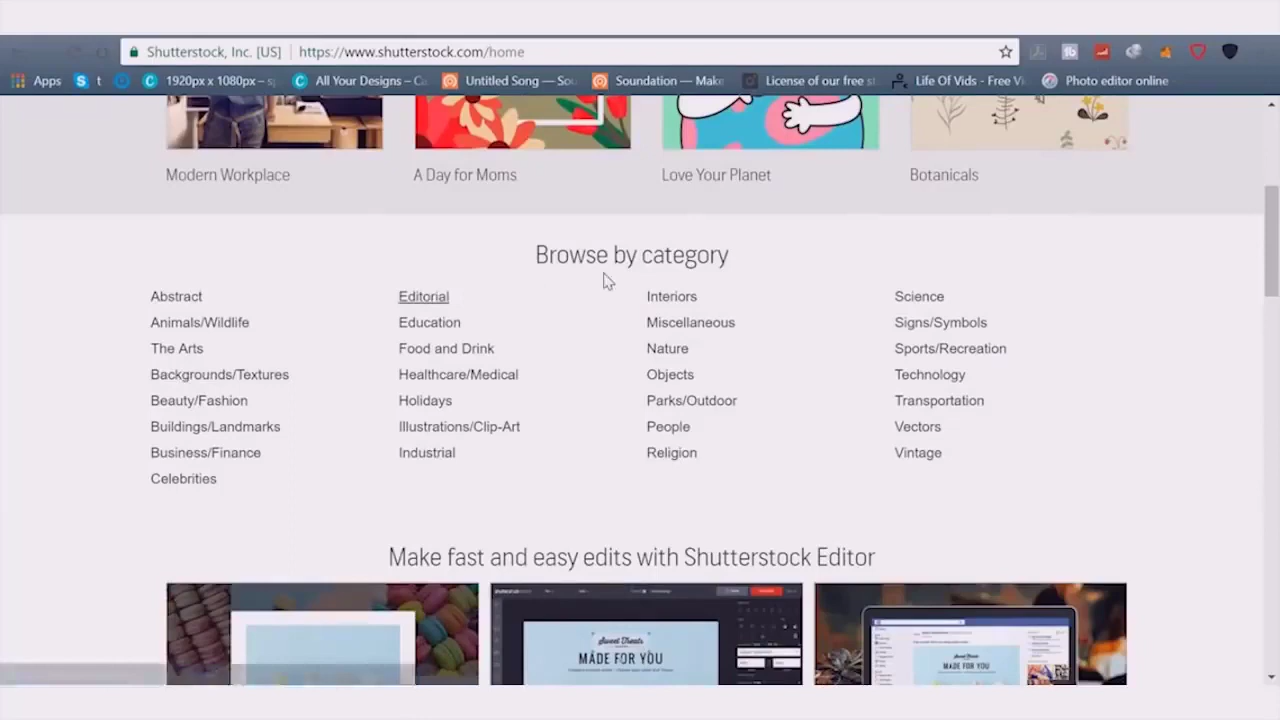 Shutterstock, Inc. [US] https://www.shutterstock.com/home
Apps t 1920px x 1080px – s All Your Designs – C Untitled Song — Sou Soundation — Make License of our free st Life Of Vids - Free Vi Photo editor online
Modern Workplace A Day for Moms Love Your Planet Botanicals
Browse by category
Abstract Editorial Interiors Science
Animals/Wildlife Education Miscellaneous Signs/Symbols
The Arts Food and Drink Nature Sports/Recreation
Backgrounds/Textures Healthcare/Medical Objects Technology
Beauty/Fashion Holidays Parks/Outdoor Transportation
Buildings/Landmarks Illustrations/Clip-Art People Vectors
Business/Finance Industrial Religion Vintage
Celebrities
Make fast and easy edits with Shutterstock Editor
Sweet Treats
MADE FOR YOU
Sweet Treats
MADE FOR YOU